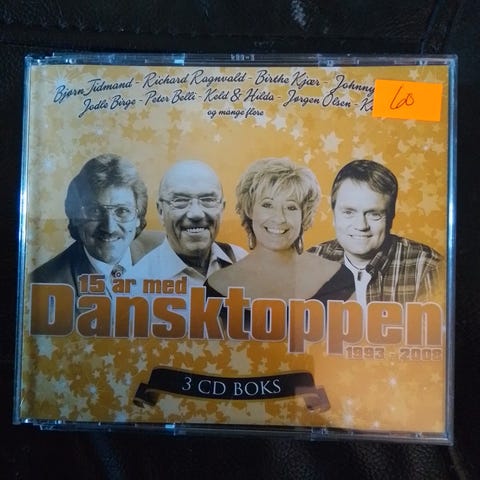 Bjørn Tidmand - Richard Ragnvald - Birthe Kjær - Johnny
Jodle Birge - Peter Belli - Keld & Hilda - Jørgen Olsen - K
og mange flere
60
15 år med
Dansktoppen
1993 - 2008
3 CD BOKS